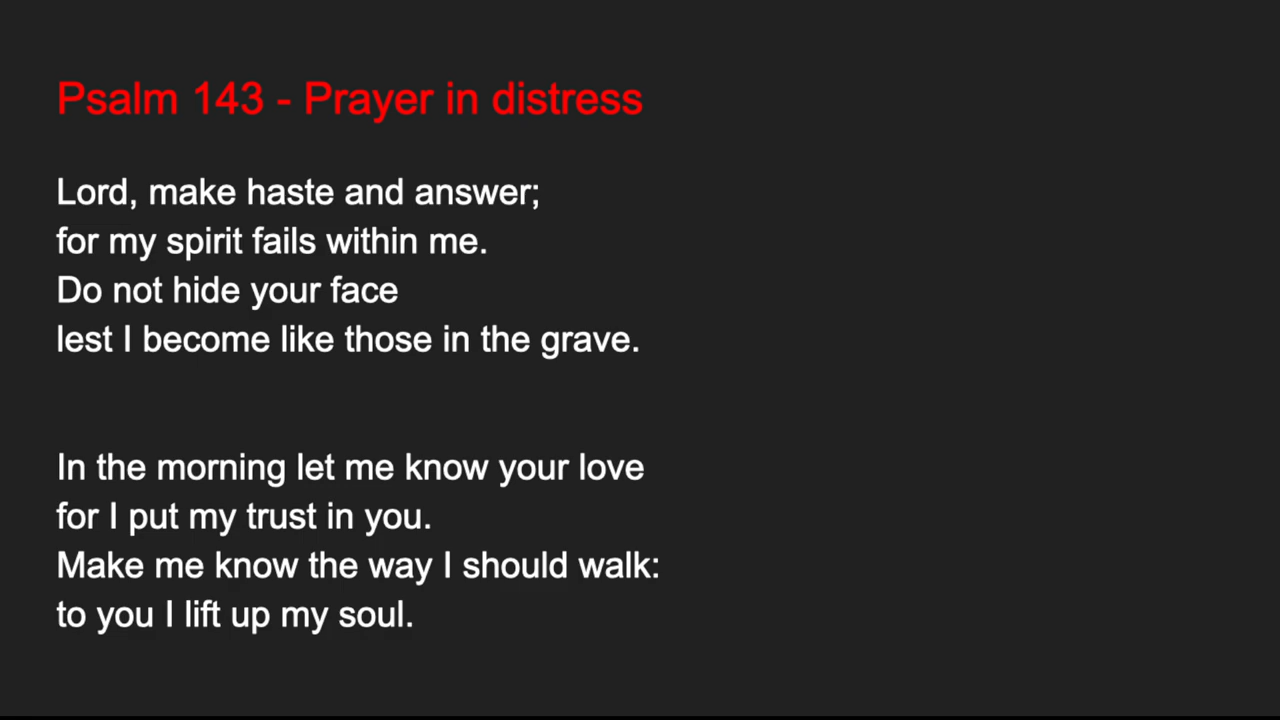 Psalm 143 - Prayer in distress
Lord, make haste and answer;
for my spirit fails within me.
Do not hide your face
lest I become like those in the grave.
In the morning let me know your love
for I put my trust in you.
Make me know the way I should walk:
to you I lift up my soul.